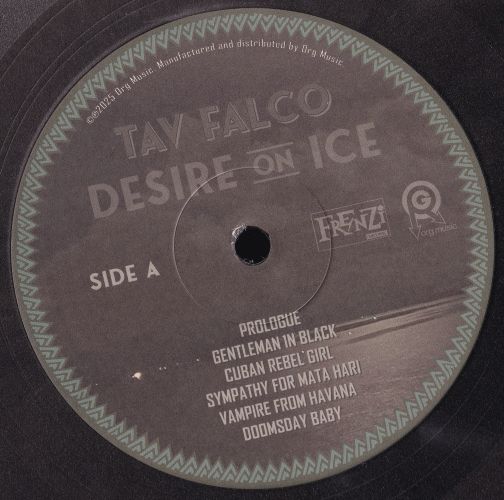 ℗©2025 Org Music. Manufactured and distributed by Org Music.
TAV FALCO
DESIRE ON ICE
FRENZI
org music
SIDE A
PROLOGUE
GENTLEMAN IN BLACK
CUBAN REBEL GIRL
SYMPATHY FOR MATA HARI
VAMPIRE FROM HAVANA
DOOMSDAY BABY